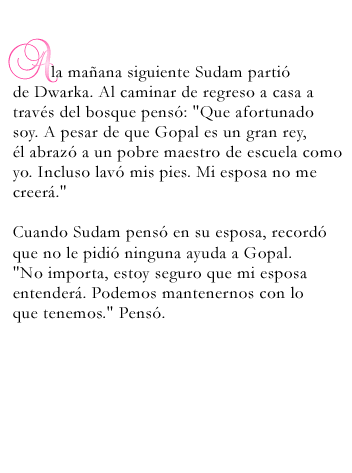 A la mañana siguiente Sudam partió
de Dwarka. Al caminar de regreso a casa a
través del bosque pensó: "Que afortunado
soy. A pesar de que Gopal es un gran rey,
él abrazó a un pobre maestro de escuela como
yo. Incluso lavó mis pies. Mi esposa no me
creerá."
Cuando Sudam pensó en su esposa, recordó
que no le pidió ninguna ayuda a Gopal.
"No importa, estoy seguro que mi esposa
entenderá. Podemos mantenernos con lo
que tenemos." Pensó.